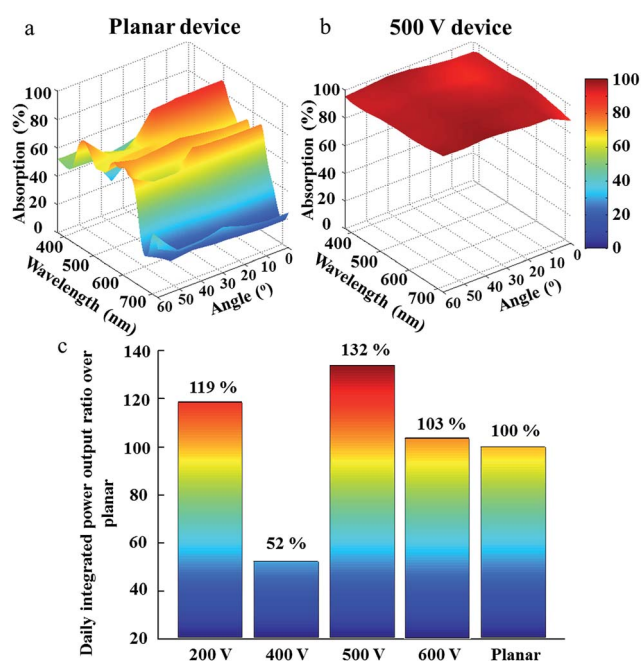 a
Planar device
Absorption (%)
100
80
60
40
20
0
400
500
600
700
Wavelength (nm)
60
50
40
30
20
10
0
Angle (º)
b
500 V device
Absorption (%)
100
80
60
40
20
0
400
500
600
700
Wavelength (nm)
60
50
40
30
20
10
0
Angle (º)
100
80
60
40
20
0
c
Daily integrated power output ratio over
planar
140
120
100
80
60
40
20
119 %
52 %
132 %
103 %
100 %
200 V
400 V
500 V
600 V
Planar